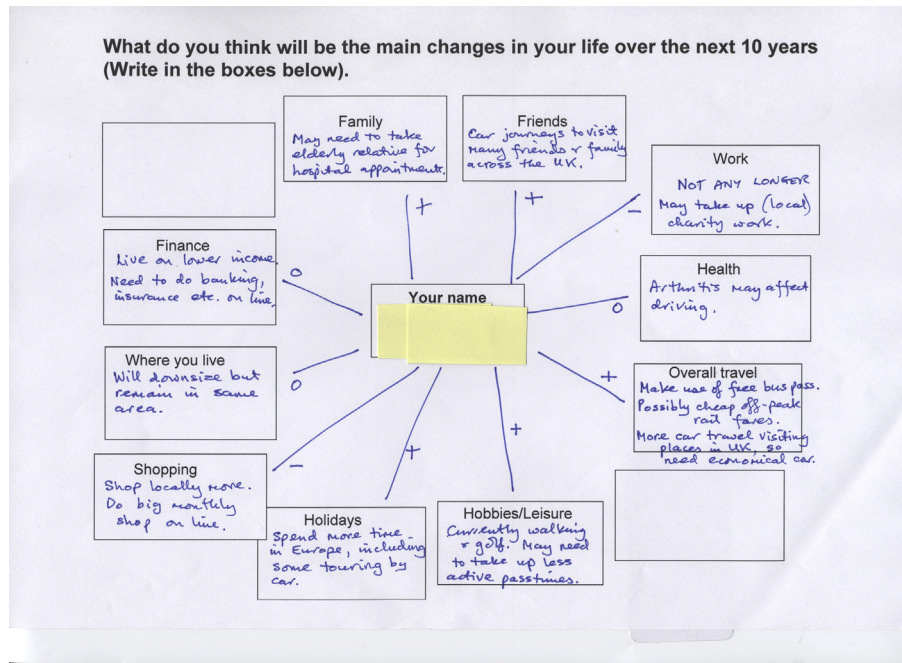 What do you think will be the main changes in your life over the next 10 years
(Write in the boxes below).
Family
May need to take
elderly relative for
hospital appointments.
Friends
Car journeys to visit
many friends & family
across the UK.
Work
NOT ANY LONGER
May take up (local)
charity work.
+
+
–
Finance
Live on lower income.
Need to do banking,
insurance etc. on line.
O
Health
Arthritis may affect
driving.
O
Your name
Where you live
Will downsize but
remain in same
area.
O
Overall travel
Make use of free bus pass.
Possibly cheap off-peak
rail fares.
More car travel visiting
places in UK, so
need economical car.
+
Shopping
Shop locally more.
Do big monthly
shop on line.
–
+
+
Holidays
Spend more time
in Europe, including
some touring by
car.
Hobbies/Leisure
Currently walking
& golf. May need
to take up less
active passtimes.